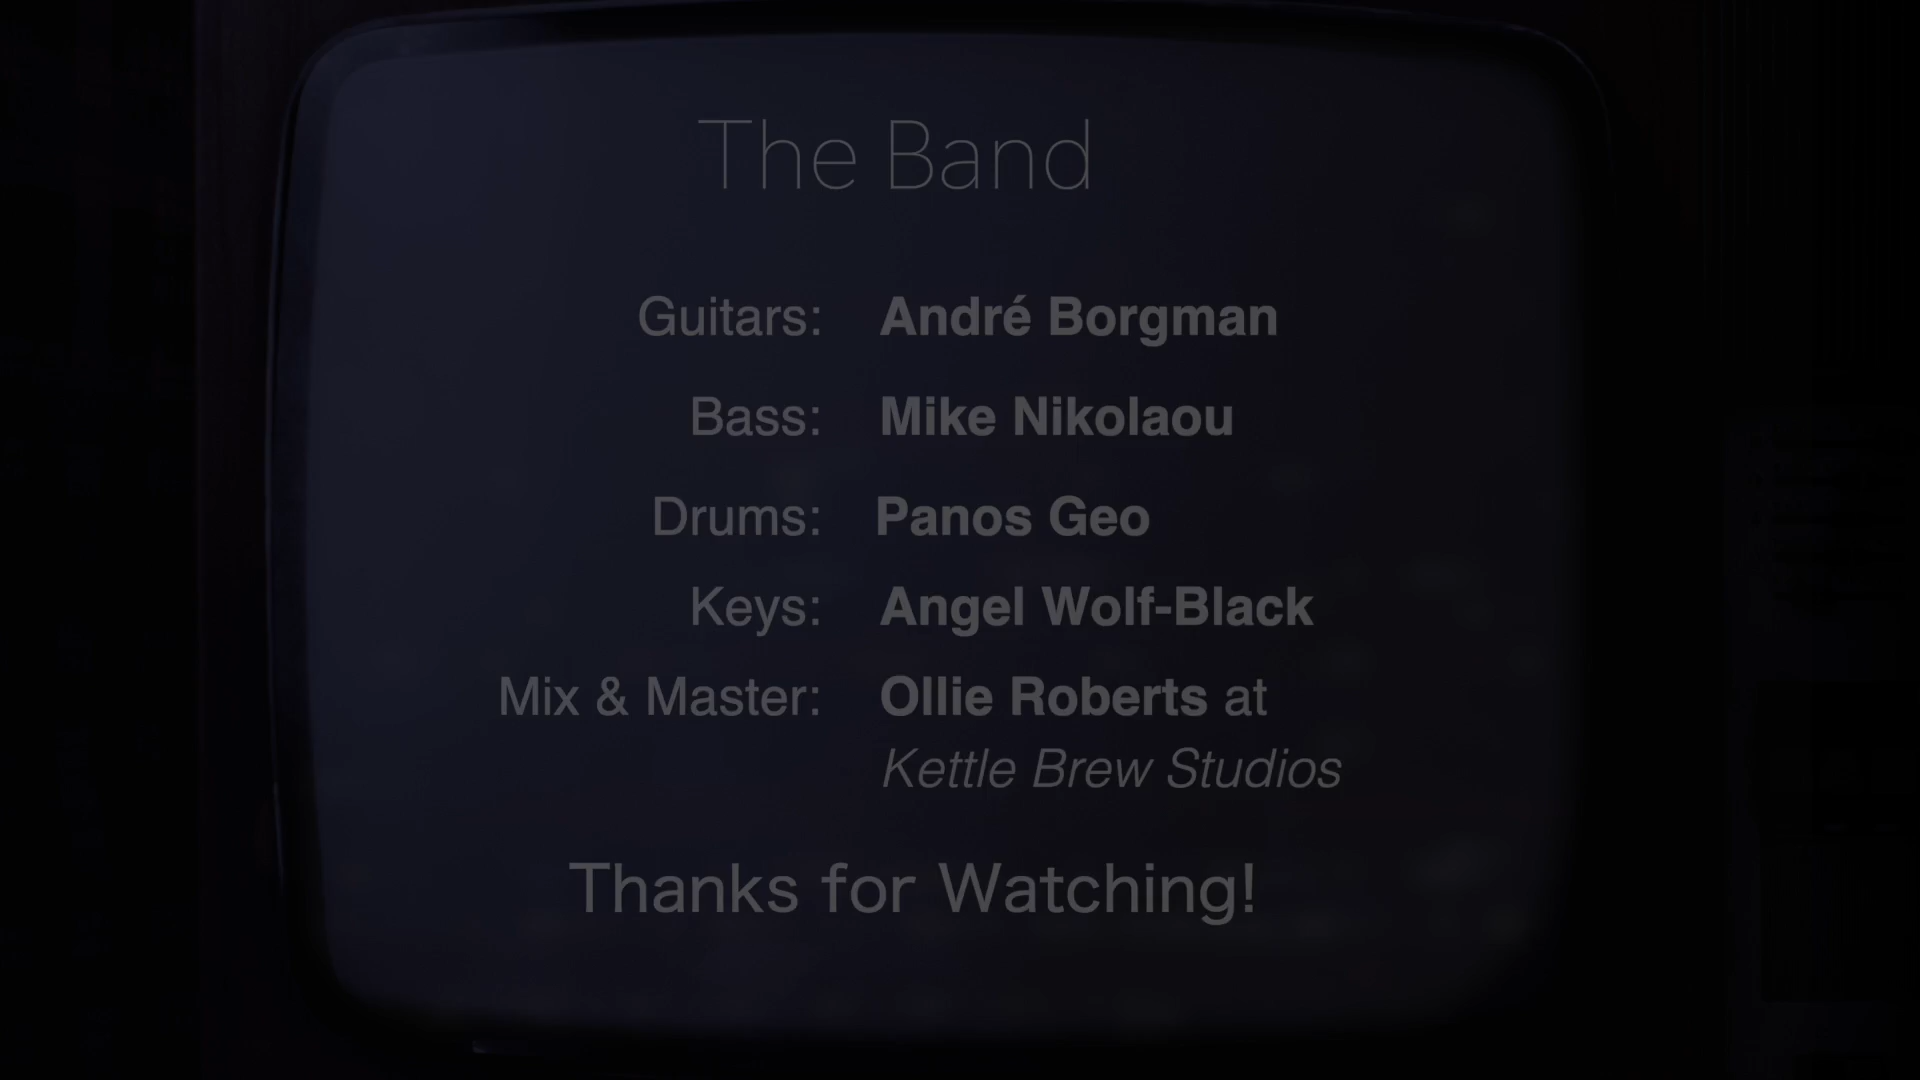 The Band
Guitars: André Borgman
Bass: Mike Nikolaou
Drums: Panos Geo
Keys: Angel Wolf-Black
Mix & Master: Ollie Roberts at
Kettle Brew Studios
Thanks for Watching!